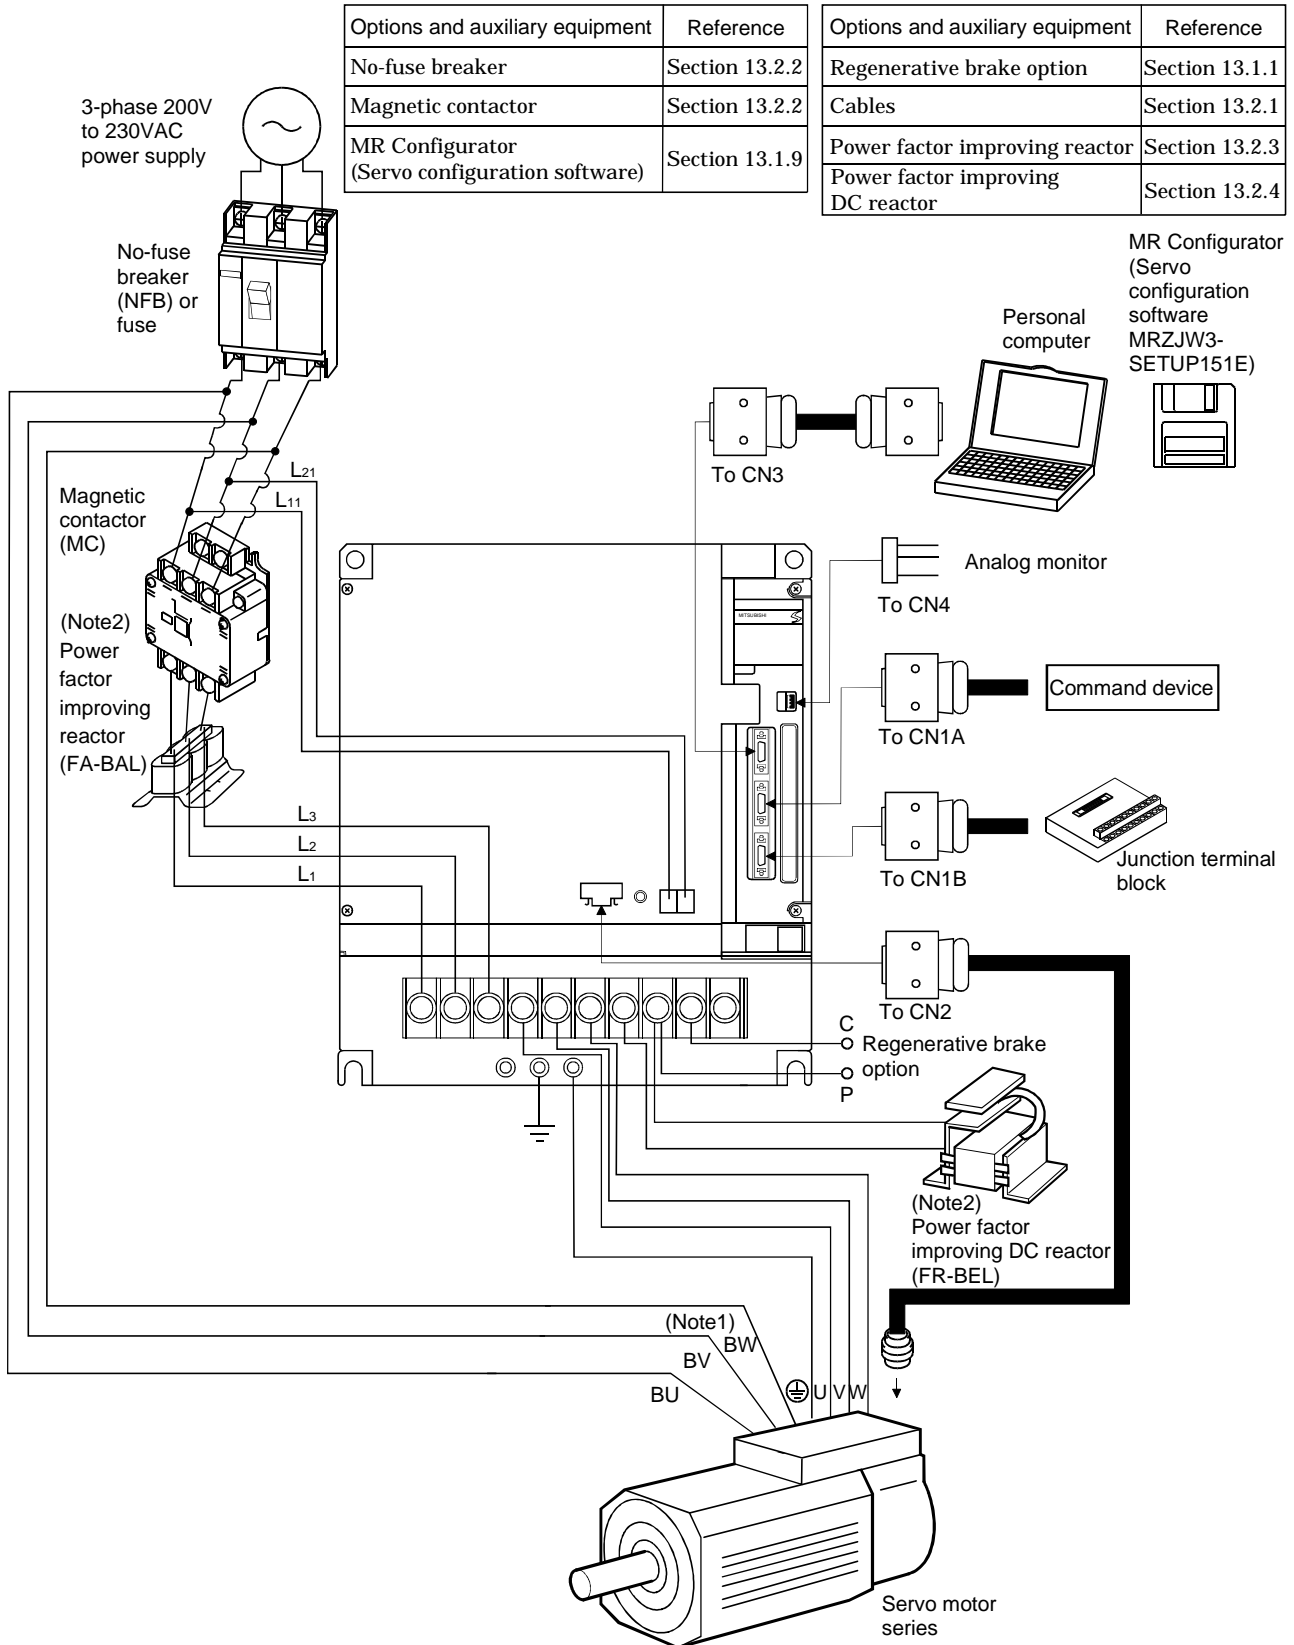 Options and auxiliary equipment Reference
No-fuse breaker Section 13.2.2
Magnetic contactor Section 13.2.2
MR Configurator
(Servo configuration software) Section 13.1.9
Options and auxiliary equipment Reference
Regenerative brake option Section 13.1.1
Cables Section 13.2.1
Power factor improving reactor Section 13.2.3
Power factor improving
DC reactor Section 13.2.4
3-phase 200V
to 230VAC
power supply
No-fuse
breaker
(NFB) or
fuse
MR Configurator
(Servo
configuration
software
MRZJW3-
SETUP151E)
Personal
computer
To CN3
L21
L11
Magnetic
contactor
(MC)
Analog monitor
To CN4
MITSUBISHI
(Note2)
Power
factor
improving
reactor
(FA-BAL)
Command device
To CN1A
L3
L2
L1
To CN1B
Junction terminal
block
To CN2
C
Regenerative brake
option
P
(Note2)
Power factor
improving DC reactor
(FR-BEL)
(Note1)
BW
BV
BU
U V W
Servo motor
series